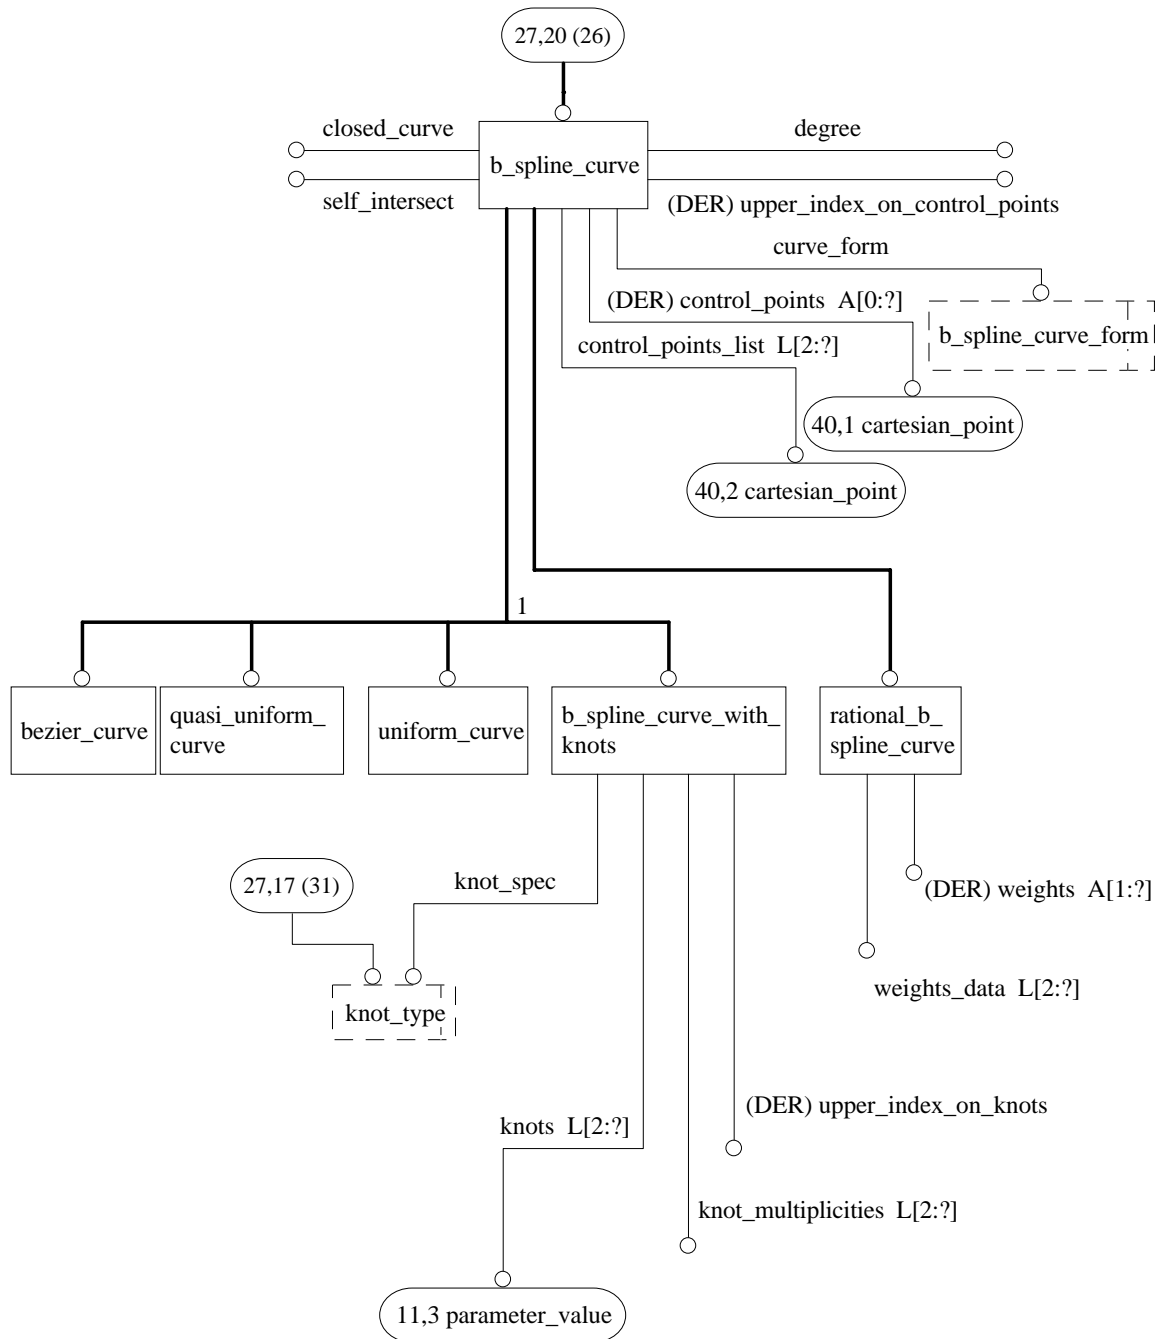 27,20 (26)
closed_curve
degree
b_spline_curve
self_intersect
(DER) upper_index_on_control_points
curve_form
(DER) control_points A[0:?]
b_spline_curve_form
control_points_list L[2:?]
40,1 cartesian_point
40,2 cartesian_point
1
bezier_curve
quasi_uniform_
curve
uniform_curve
b_spline_curve_with_
knots
rational_b_
spline_curve
27,17 (31)
knot_spec
(DER) weights A[1:?]
weights_data L[2:?]
knot_type
(DER) upper_index_on_knots
knots L[2:?]
knot_multiplicities L[2:?]
11,3 parameter_value